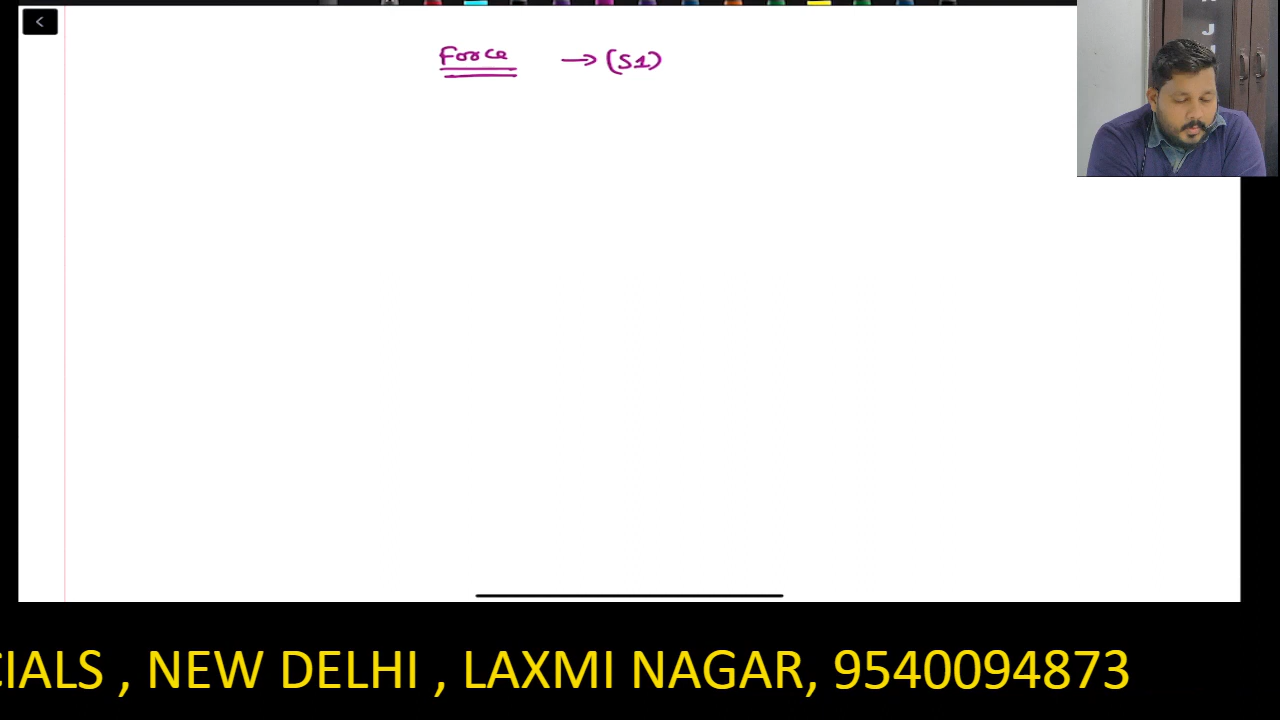 Force → (S1)
CIALS , NEW DELHI , LAXMI NAGAR, 9540094873